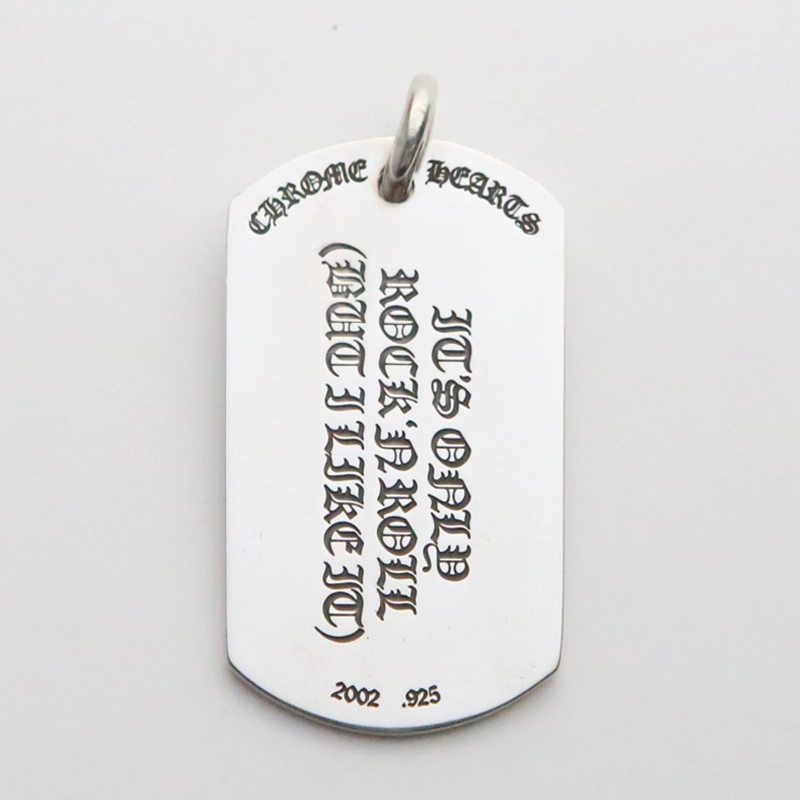 CHROME HEARTS
IT'S ONLY
ROCK'N ROLL
(BUT I LIKE IT)
2002 .925